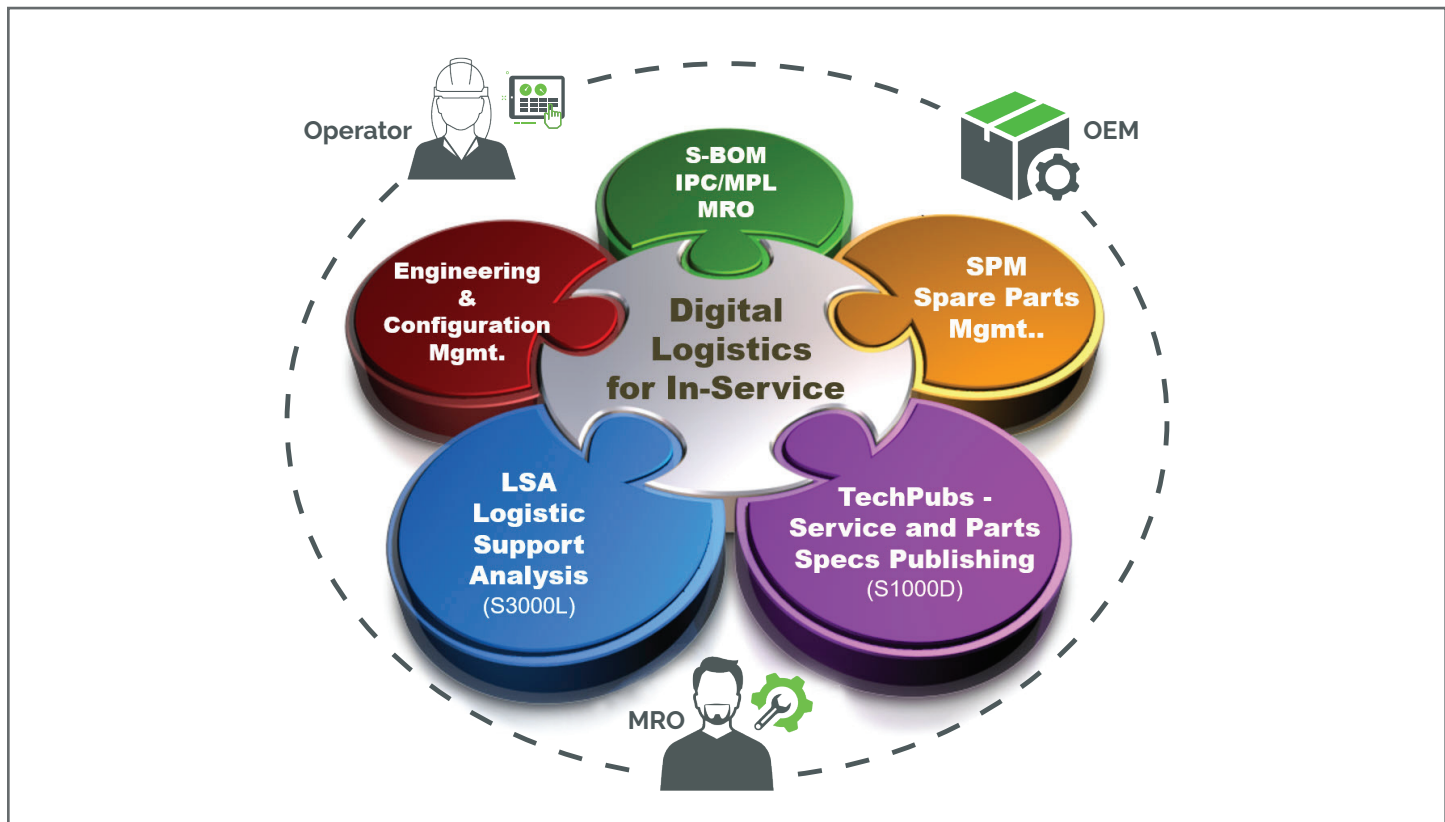 Operator
OEM
S-BOM
IPC/MPL
MRO
Engineering
&
Configuration
Mgmt.
SPM
Spare Parts
Mgmt..
Digital
Logistics
for In-Service
LSA
Logistic
Support
Analysis
(S3000L)
TechPubs -
Service and Parts
Specs Publishing
(S1000D)
MRO